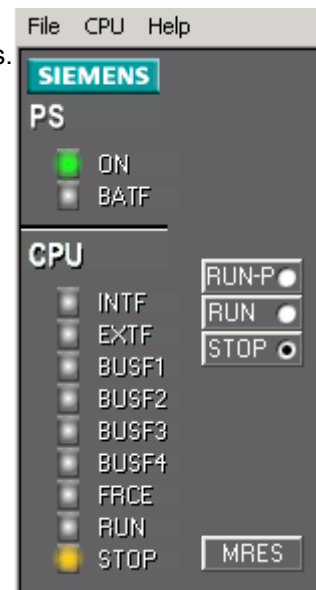 File CPU Help
s.
SIEMENS
PS
ON
BATF
CPU
INTF
EXTF
BUSF1
BUSF2
BUSF3
BUSF4
FRCE
RUN
STOP
RUN-P
RUN
STOP
MRES